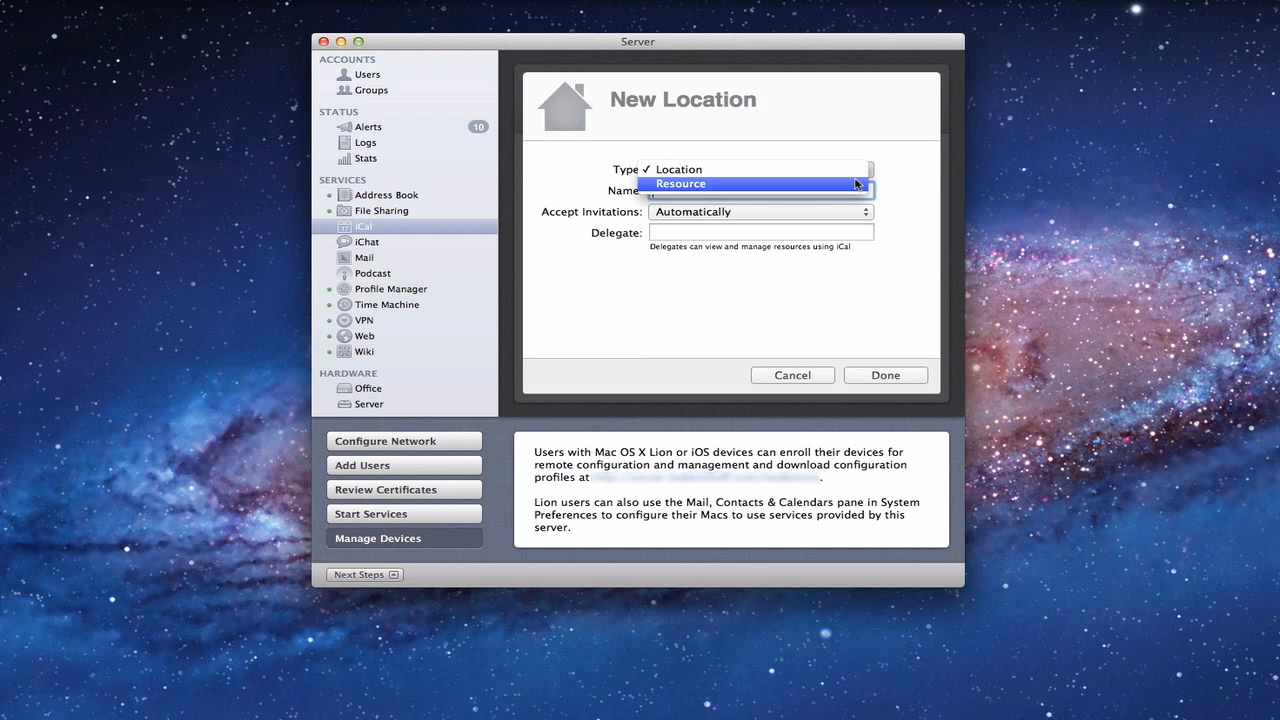 Server
ACCOUNTS
Users
Groups
STATUS
Alerts 10
Logs
Stats
SERVICES
Address Book
File Sharing
iCal
iChat
Mail
Podcast
Profile Manager
Time Machine
VPN
Web
Wiki
HARDWARE
Office
Server
New Location
Type ✓ Location
Resource
Name
Accept Invitations: Automatically
Delegate:
Delegates can view and manage resources using iCal
Cancel Done
Configure Network
Add Users
Review Certificates
Start Services
Manage Devices
Users with Mac OS X Lion or iOS devices can enroll their devices for
remote configuration and management and download configuration
profiles at .
Lion users can also use the Mail, Contacts & Calendars pane in System
Preferences to configure their Macs to use services provided by this
server.
Next Steps